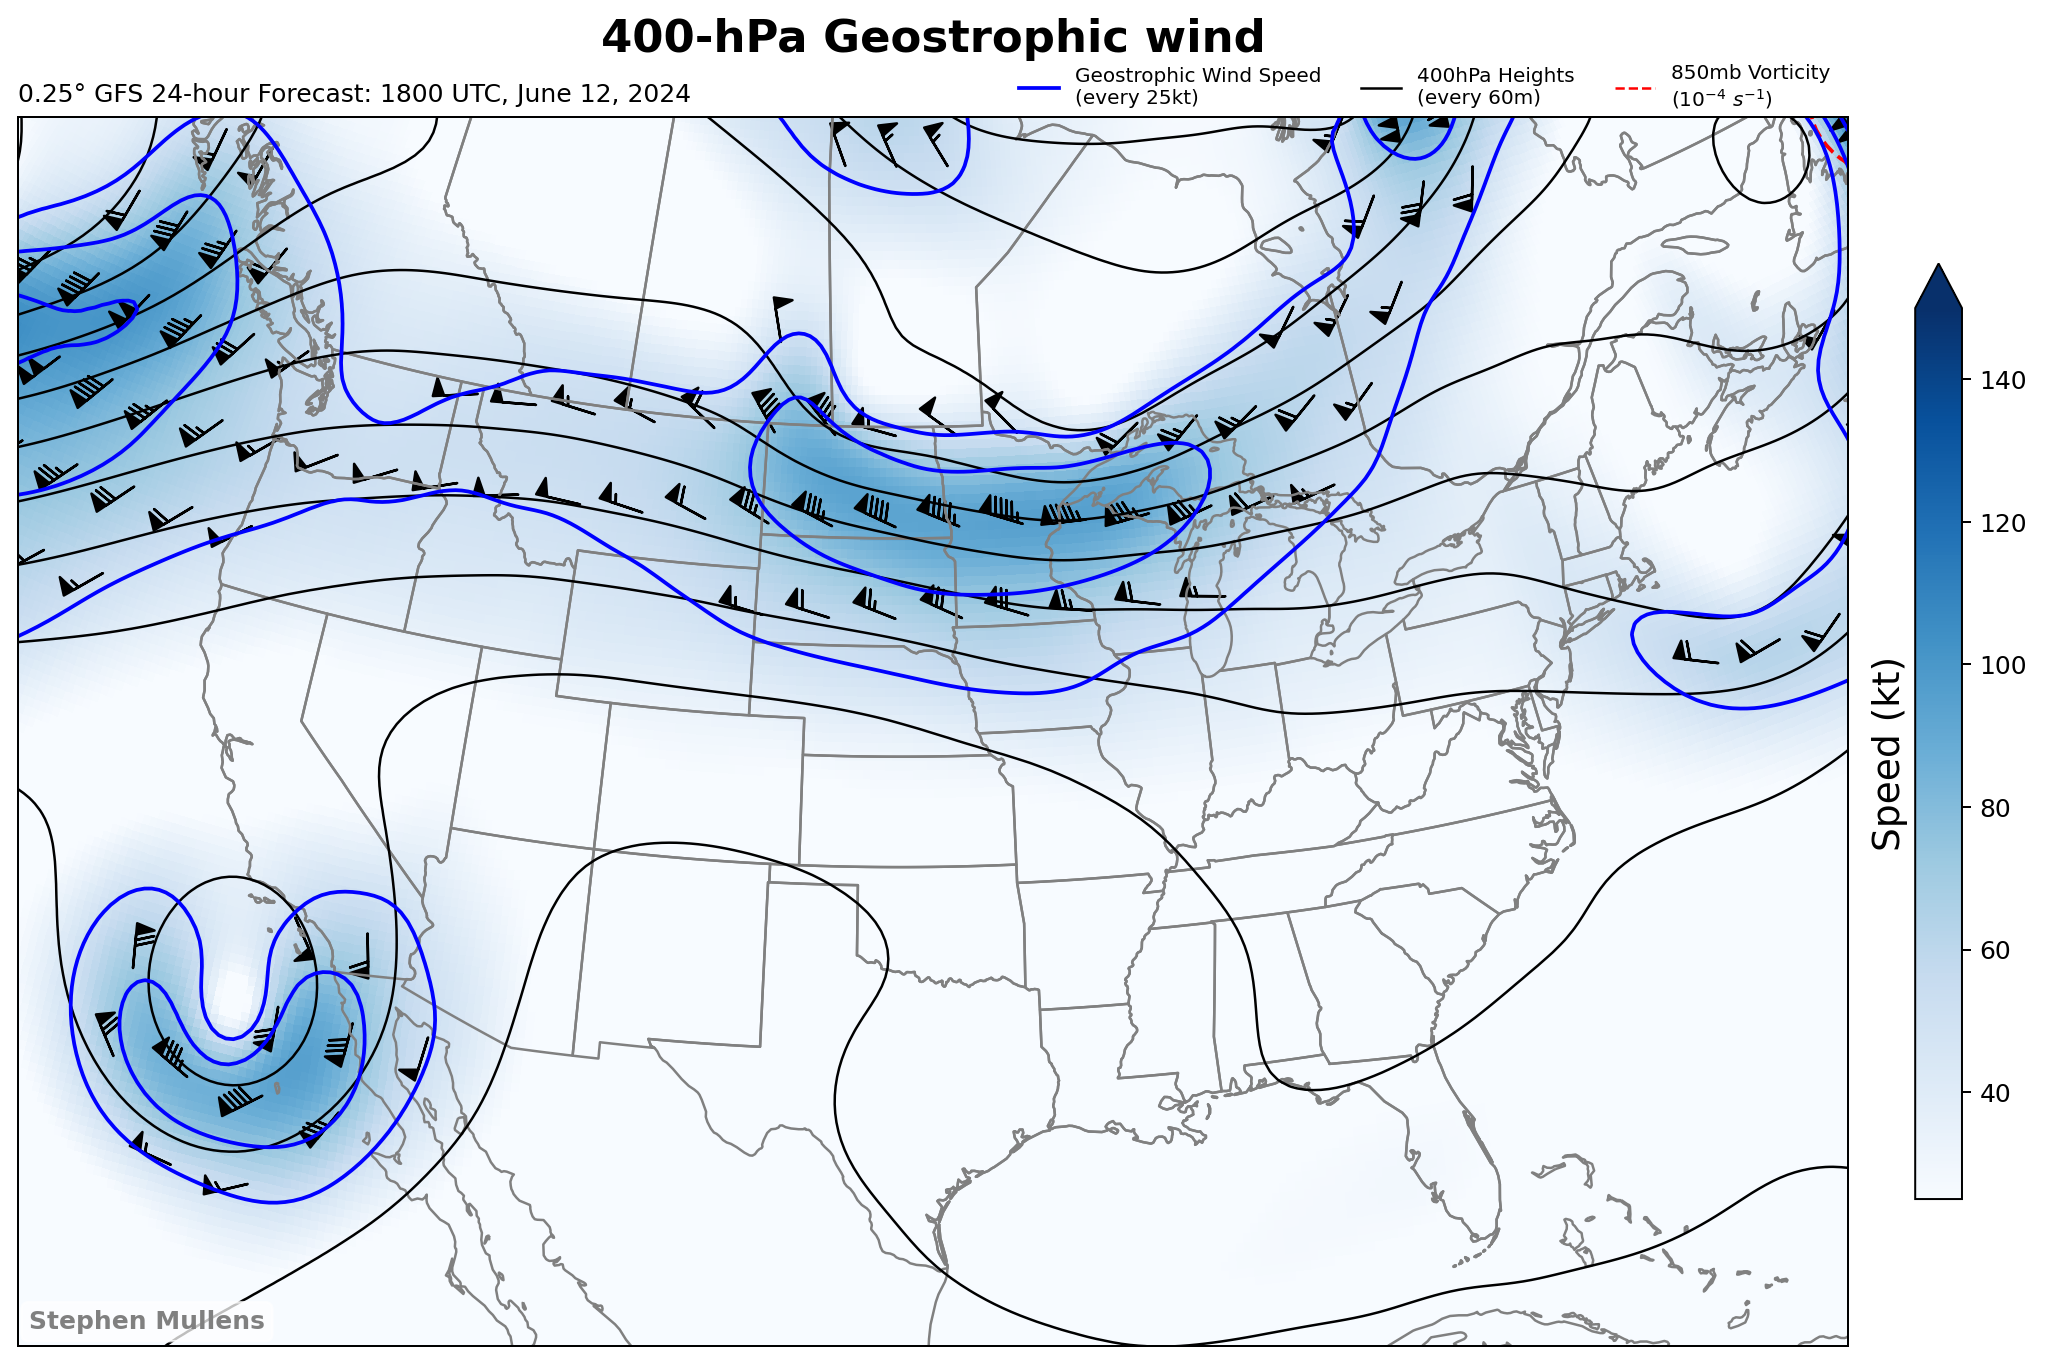 400-hPa Geostrophic wind
0.25° GFS 24-hour Forecast: 1800 UTC, June 12, 2024
Geostrophic Wind Speed
(every 25kt)
400hPa Heights
(every 60m)
850mb Vorticity
(10⁻⁴ s⁻¹)
140
120
100
80
60
40
Speed (kt)
Stephen Mullens